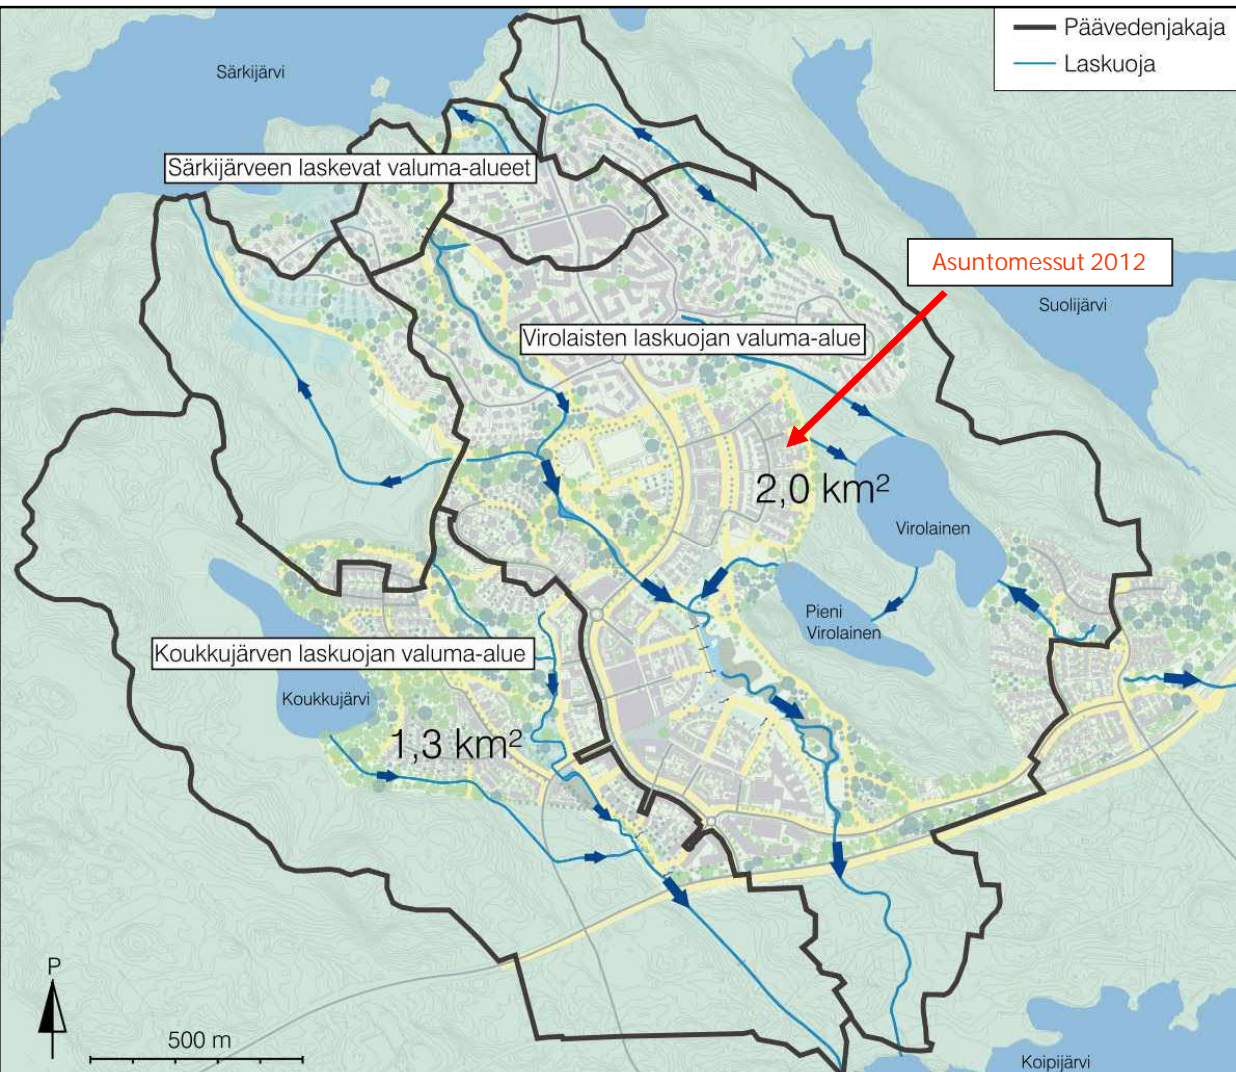 Päävedenjakaja
Laskuoja
Särkijärvi
Särkijärveen laskevat valuma-alueet
Asuntomessut 2012
Suolijärvi
Virolaisten laskuojan valuma-alue
2,0 km²
Virolainen
Pieni
Virolainen
Koukkujärven laskuojan valuma-alue
Koukkujärvi
1,3 km²
P
500 m
Koipijärvi